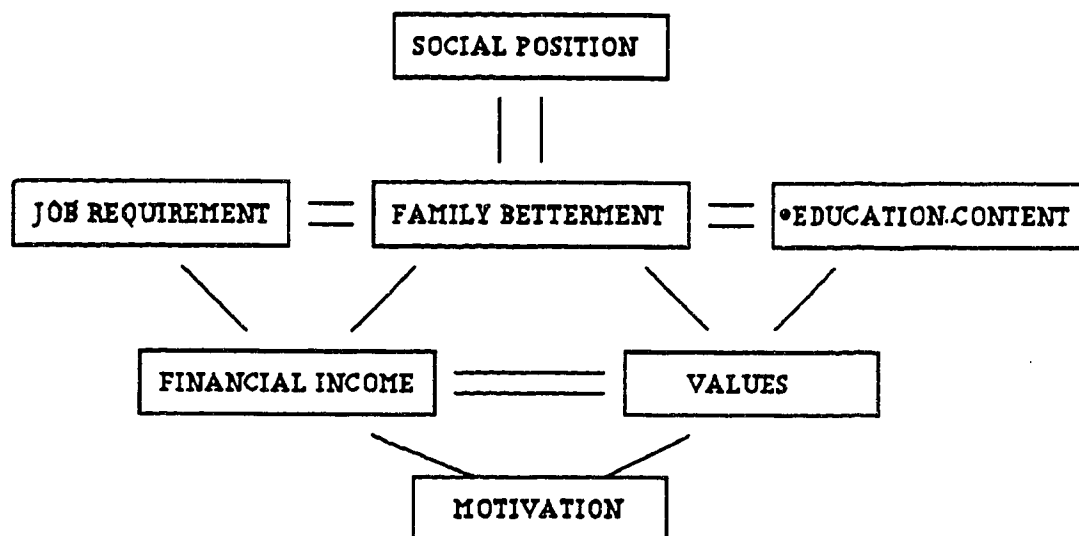 SOCIAL POSITION
JOB REQUIREMENT
FAMILY BETTERMENT
•EDUCATION.CONTENT
FINANCIAL INCOME
VALUES
MOTIVATION